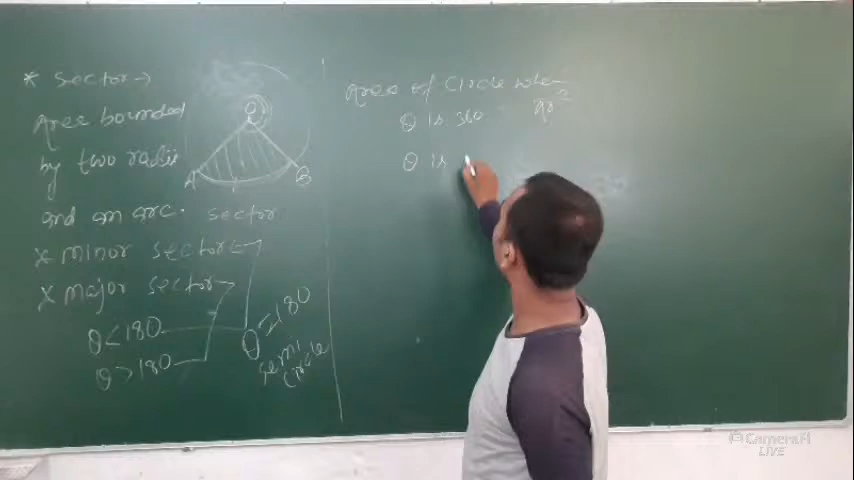 * Sector→
Area bounded
by two radii
and an arc. sector
x minor sector
x major sector
θ<180
θ>180
θ=180
semi
circle
O
A
B
Area of Circle when
θ is 360
πr²
θ is
CameraFi
LIVE